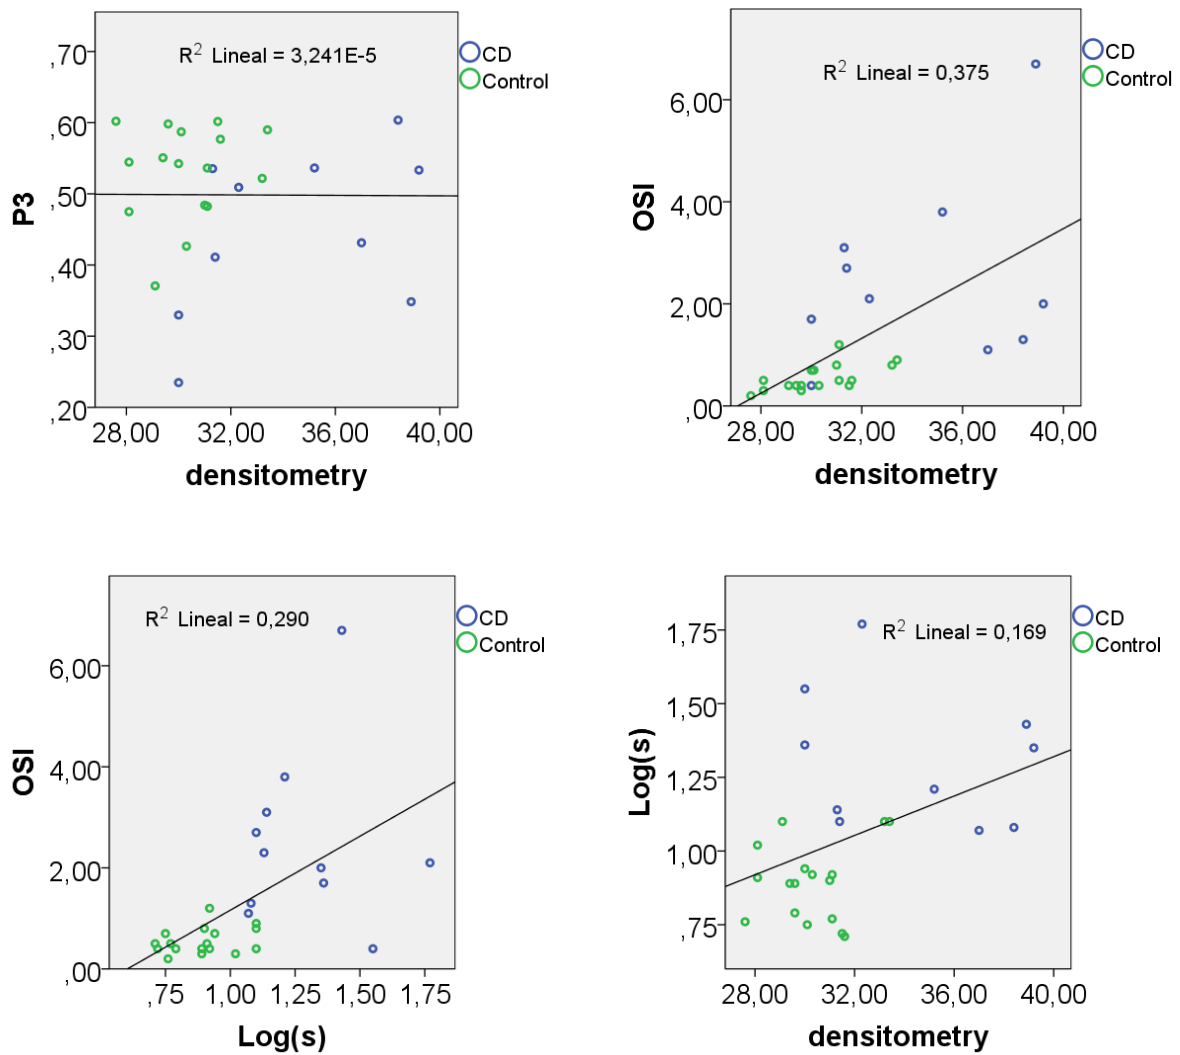 R² Lineal = 3,241E-5
CD
Control
,70
,60
,50
,40
,30
,20
P3
28,00 32,00 36,00 40,00
densitometry
R² Lineal = 0,375
CD
Control
6,00
4,00
2,00
,00
OSI
28,00 32,00 36,00 40,00
densitometry
R² Lineal = 0,290
CD
Control
6,00
4,00
2,00
,00
OSI
,75 1,00 1,25 1,50 1,75
Log(s)
R² Lineal = 0,169
CD
Control
1,75
1,50
1,25
1,00
,75
Log(s)
28,00 32,00 36,00 40,00
densitometry